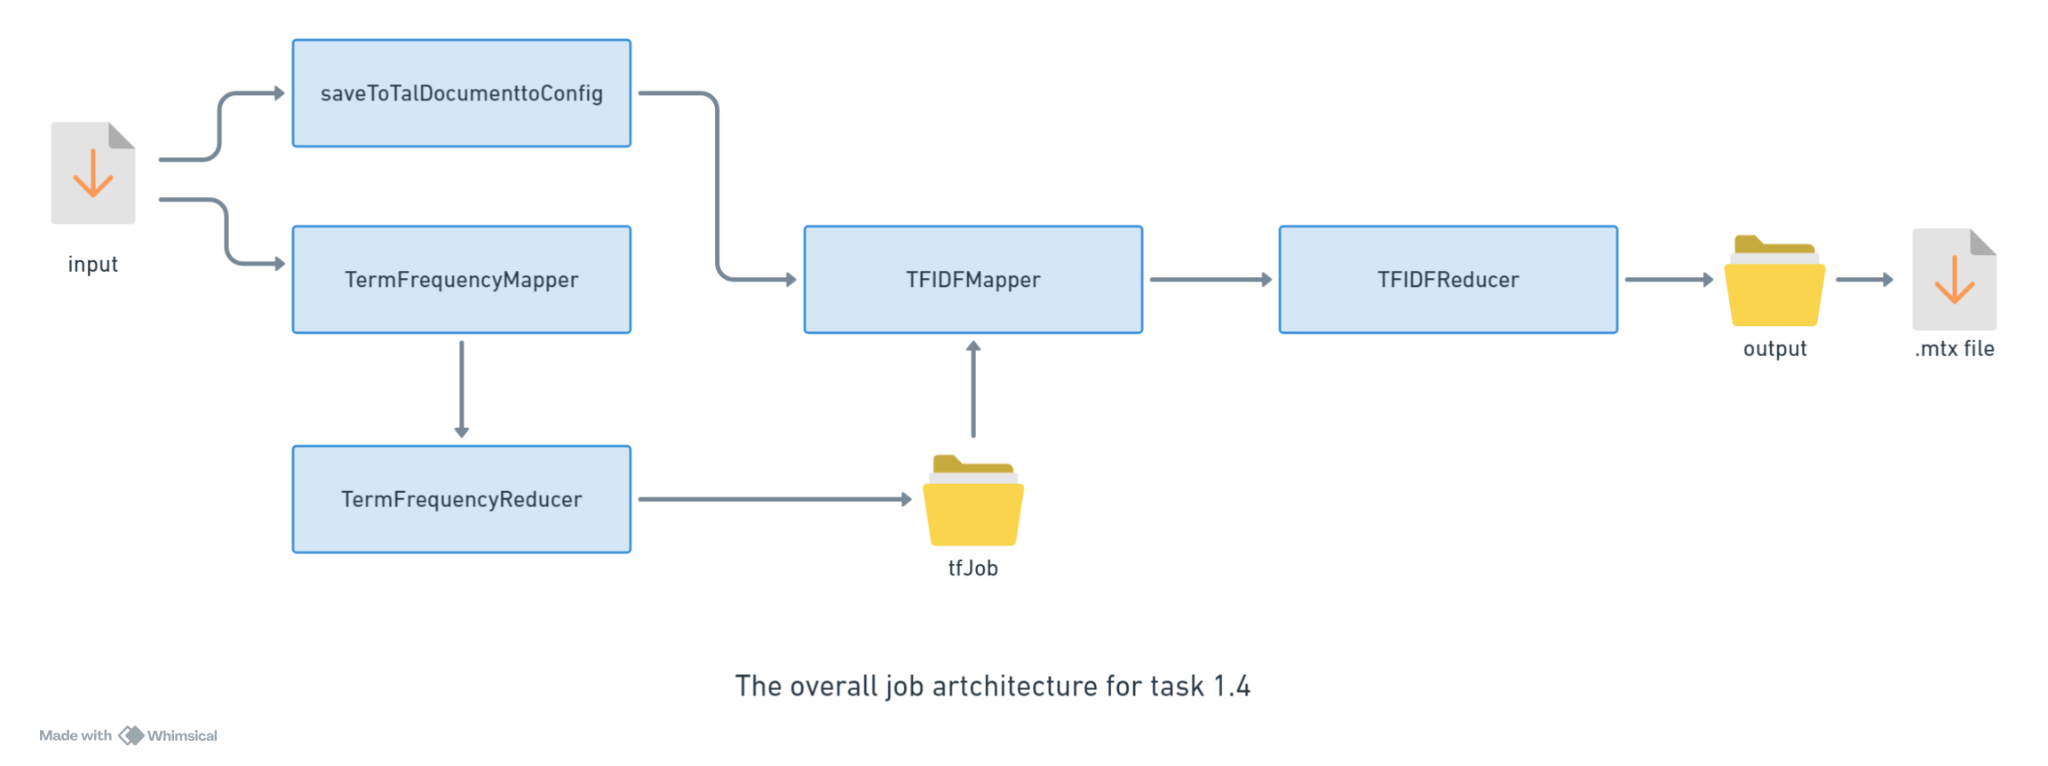 saveToTalDocumenttoConfig
input
TermFrequencyMapper
TFIDFMapper
TFIDFReducer
output
.mtx file
TermFrequencyReducer
tfJob
The overall job artchitecture for task 1.4
Made with Whimsical